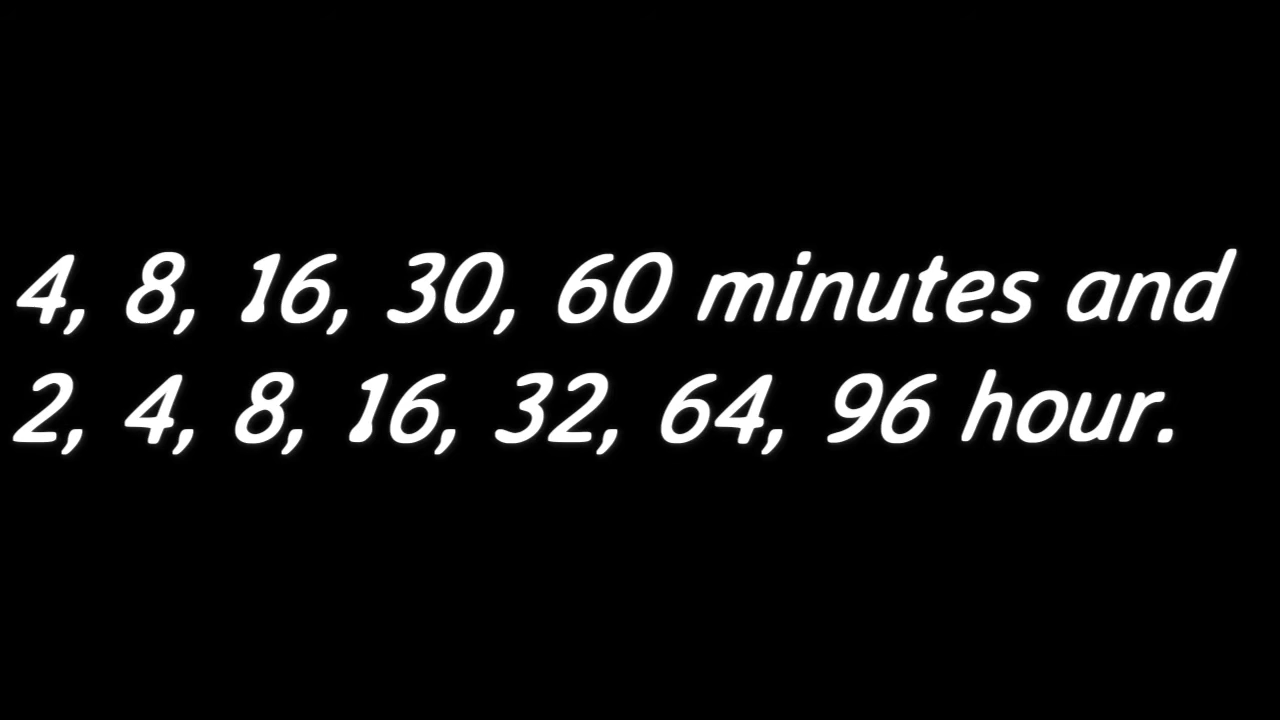 4, 8, 16, 30, 60 minutes and
2, 4, 8, 16, 32, 64, 96 hour.